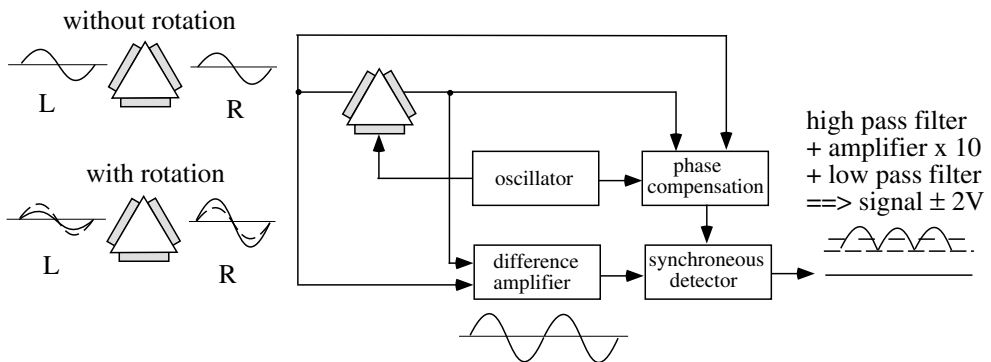 without rotation
L
R
with rotation
L
R
oscillator
phase
compensation
difference
amplifier
synchroneous
detector
high pass filter
+ amplifier x 10
+ low pass filter
==> signal ± 2V